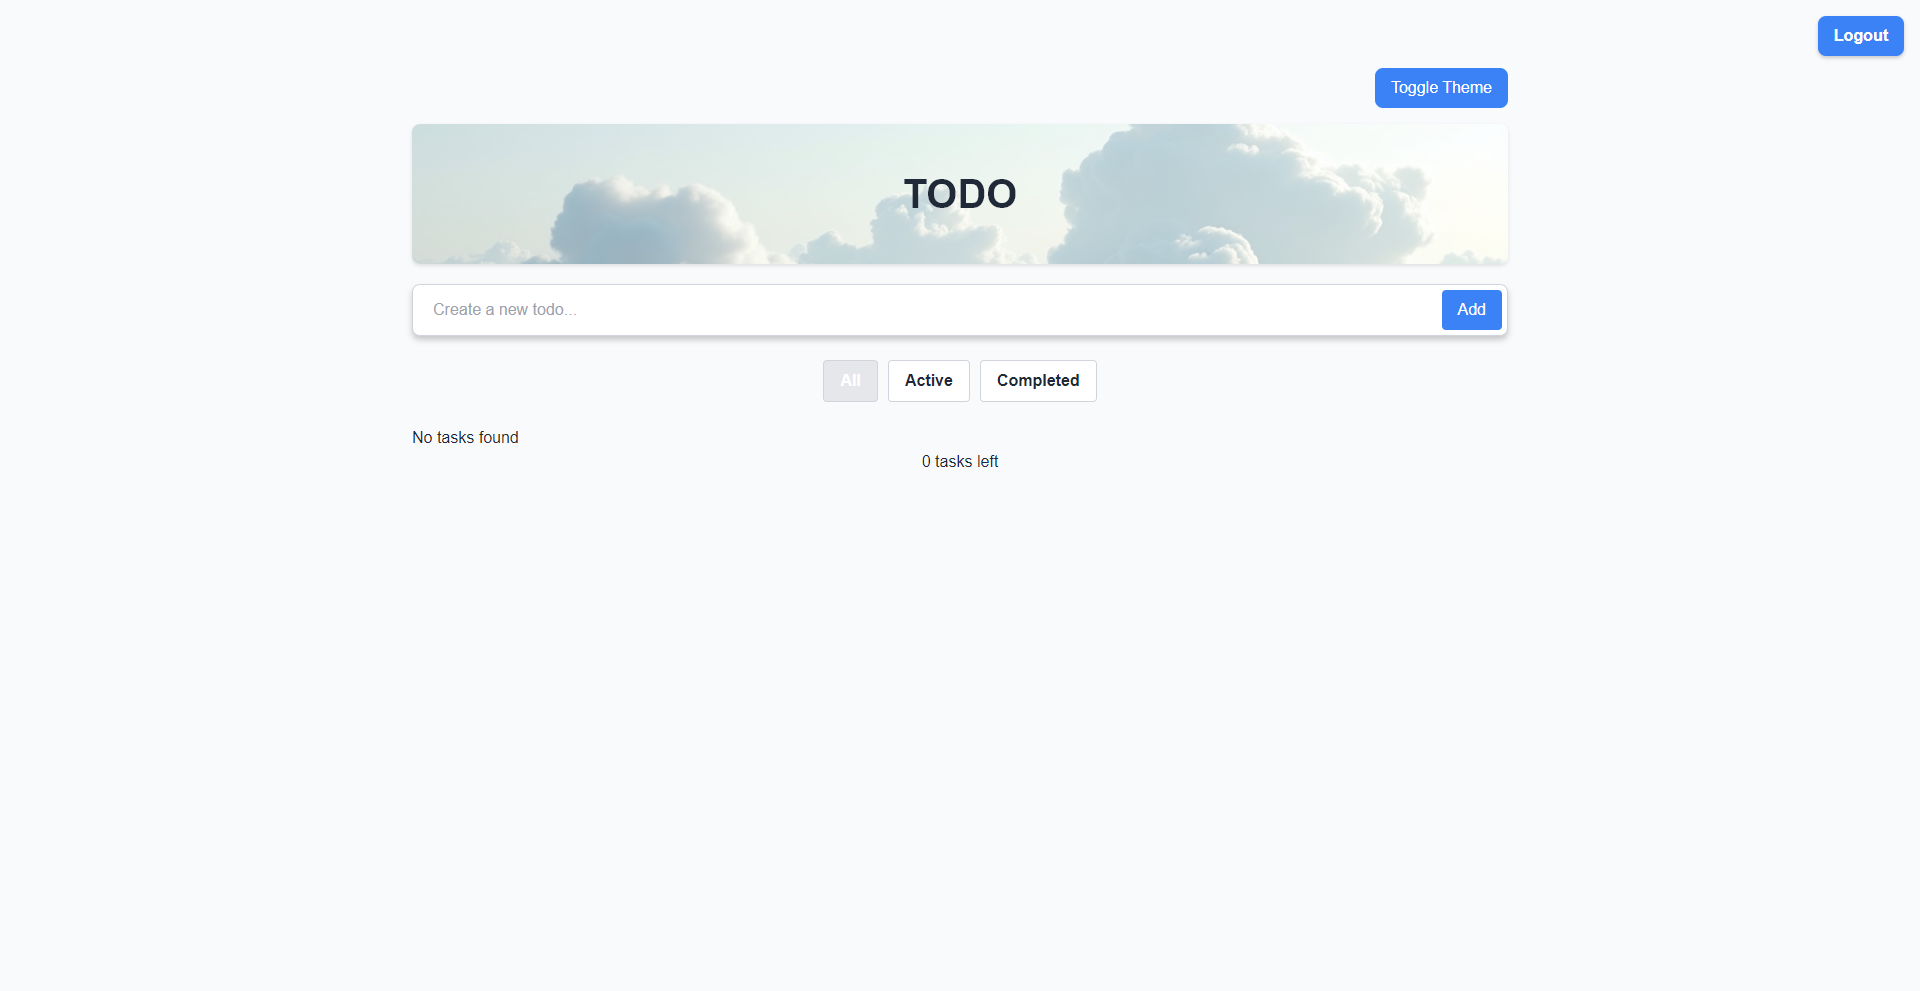 Logout
Toggle Theme
TODO
Create a new todo...
Add
All
Active
Completed
No tasks found
0 tasks left